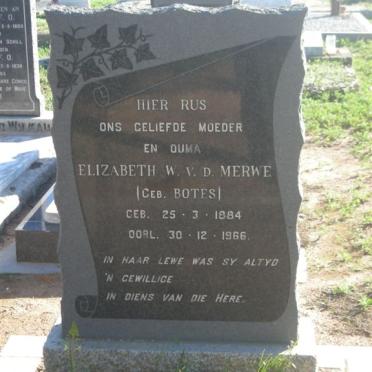 HIER RUS
ONS GELIEFDE MOEDER
EN OUMA
ELIZABETH W. V. D. MERWE
(GEB. BOTES)
GEB. 25-3-1884
OORL. 30-12-1966.
IN HAAR LEWE WAS SY ALTYD
'N GEWILLIGE
IN DIENS VAN DIE HERE.